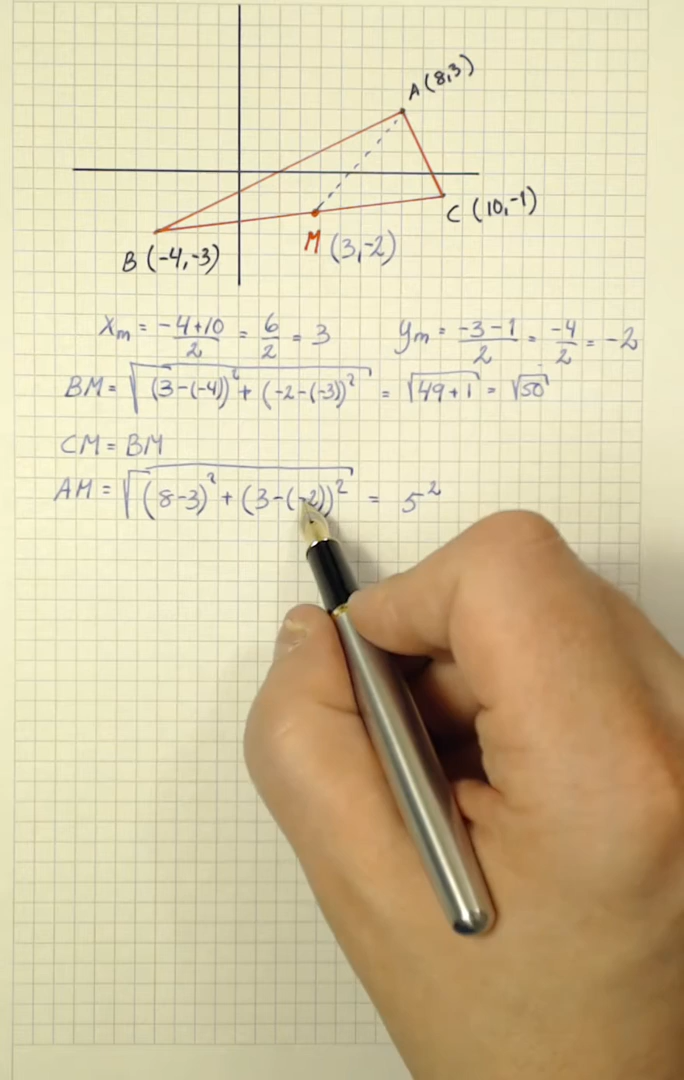 A (8,3)
C (10,-1)
M (3,-2)
B (-4,-3)
Xm = -4+10/2 = 6/2 = 3 ym = -3-1/2 = -4/2 = -2
BM = √(3-(-4))² + (-2-(-3))² = √49+1 = √50
CM = BM
AM = √(8-3)² + (3-(-2))² = 5²